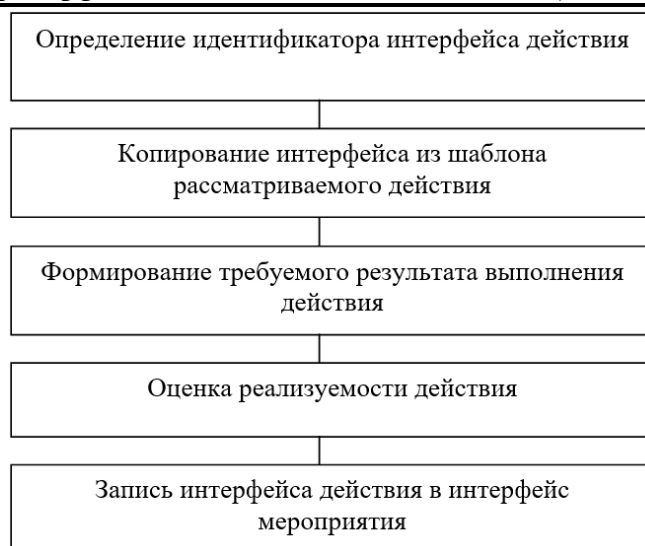 Определение идентификатора интерфейса действия
Копирование интерфейса из шаблона
рассматриваемого действия
Формирование требуемого результата выполнения
действия
Оценка реализуемости действия
Запись интерфейса действия в интерфейс
мероприятия